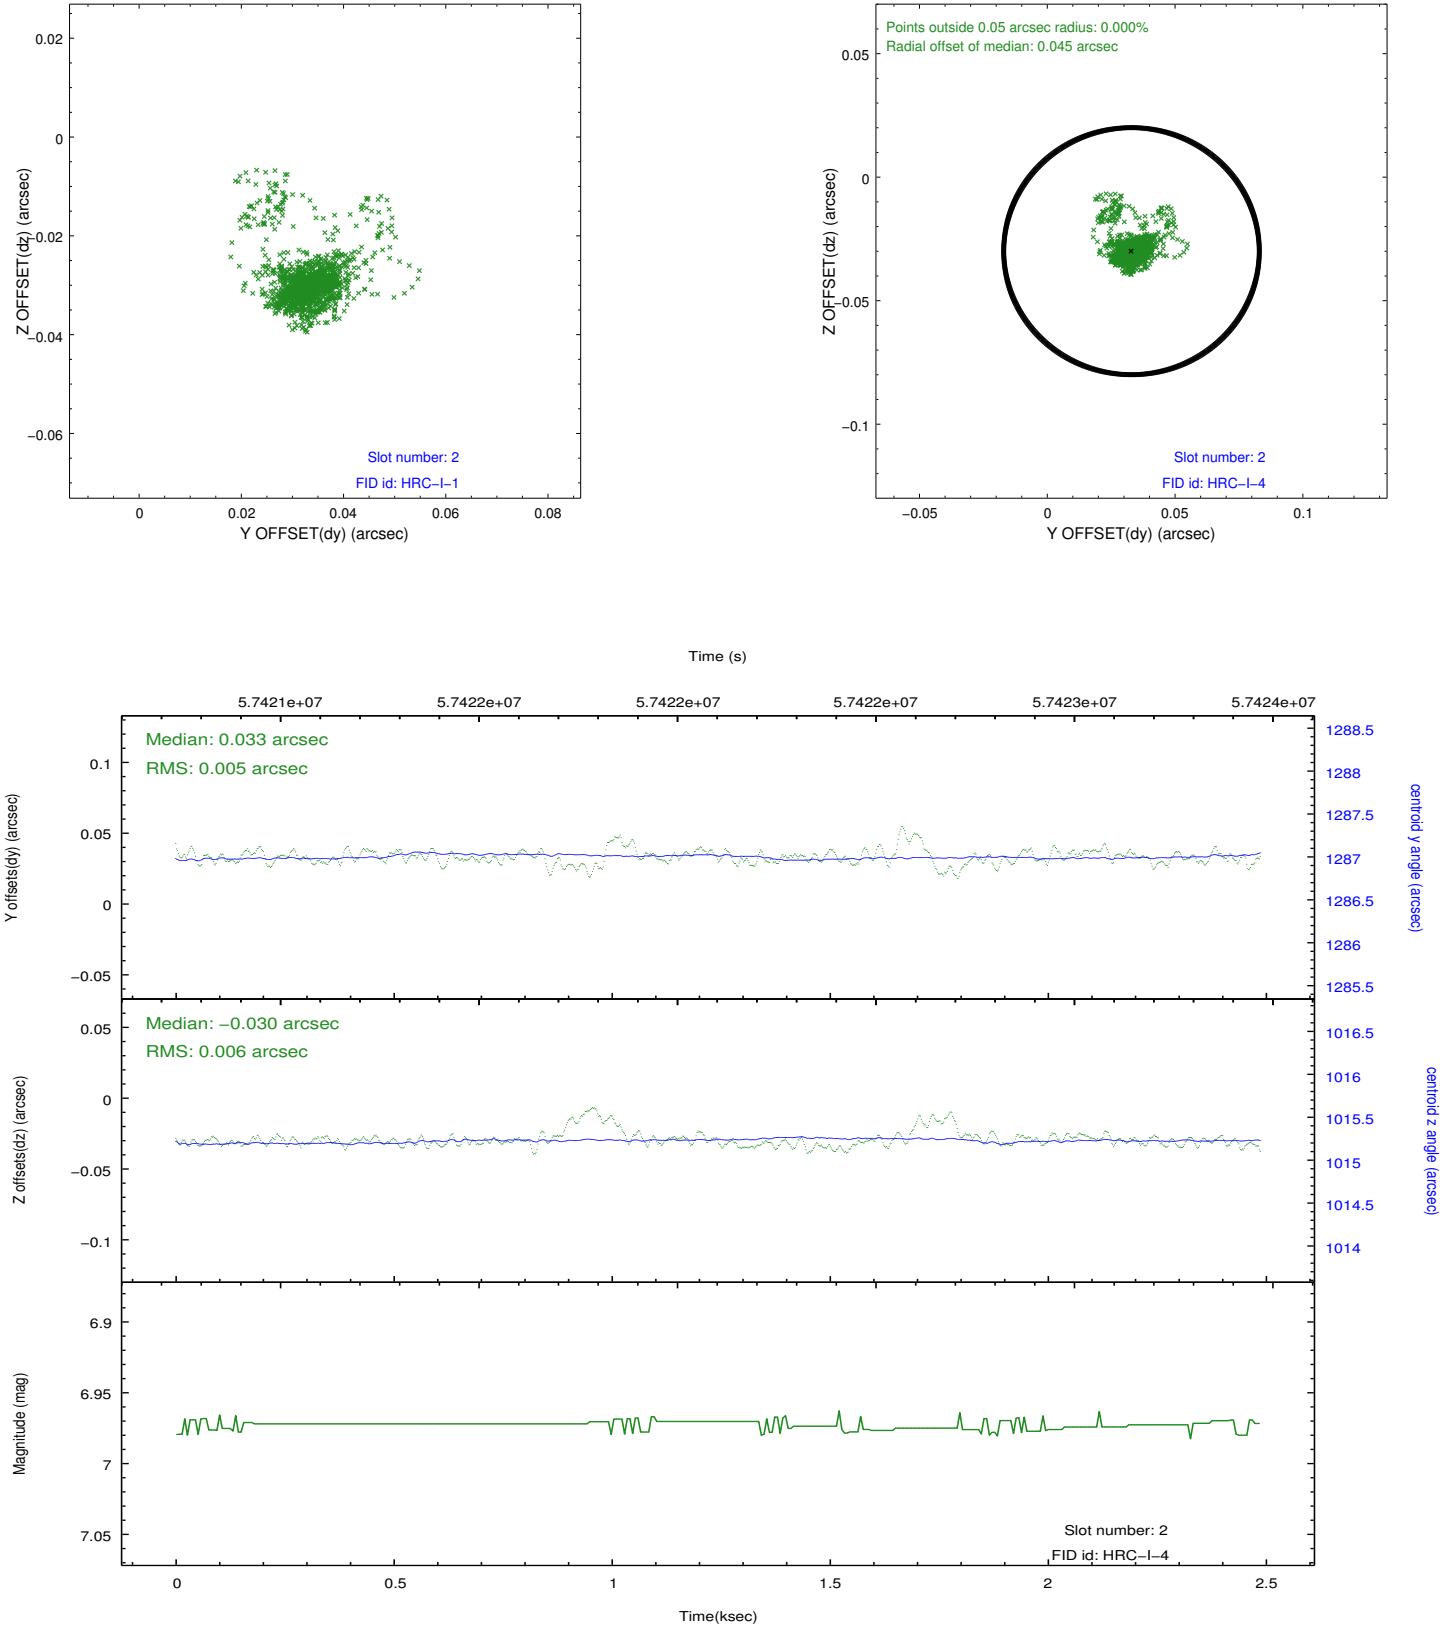 0.02
0
−0.02
−0.04
−0.06
Z OFFSET(dz) (arcsec)
Slot number: 2
FID id: HRC−I−1
0
0.02
0.04
0.06
0.08
Y OFFSET(dy) (arcsec)
Points outside 0.05 arcsec radius: 0.000%
Radial offset of median: 0.045 arcsec
0.05
0
−0.05
−0.1
Z OFFSET(dz) (arcsec)
Slot number: 2
FID id: HRC−I−4
−0.05
0
0.05
0.1
Y OFFSET(dy) (arcsec)
Time (s)
5.7421e+07
5.7422e+07
5.7422e+07
5.7422e+07
5.7423e+07
5.7424e+07
Median: 0.033 arcsec
RMS: 0.005 arcsec
0.1
0.05
0
−0.05
Y offsets(dy) (arcsec)
1288.5
1288
1287.5
1287
1286.5
1286
1285.5
centroid y angle (arcsec)
Median: −0.030 arcsec
RMS: 0.006 arcsec
0.05
0
−0.05
−0.1
Z offsets(dz) (arcsec)
1016.5
1016
1015.5
1015
1014.5
1014
centroid z angle (arcsec)
6.9
6.95
7
7.05
Magnitude (mag)
Slot number: 2
FID id: HRC−I−4
0
0.5
1
1.5
2
2.5
Time(ksec)